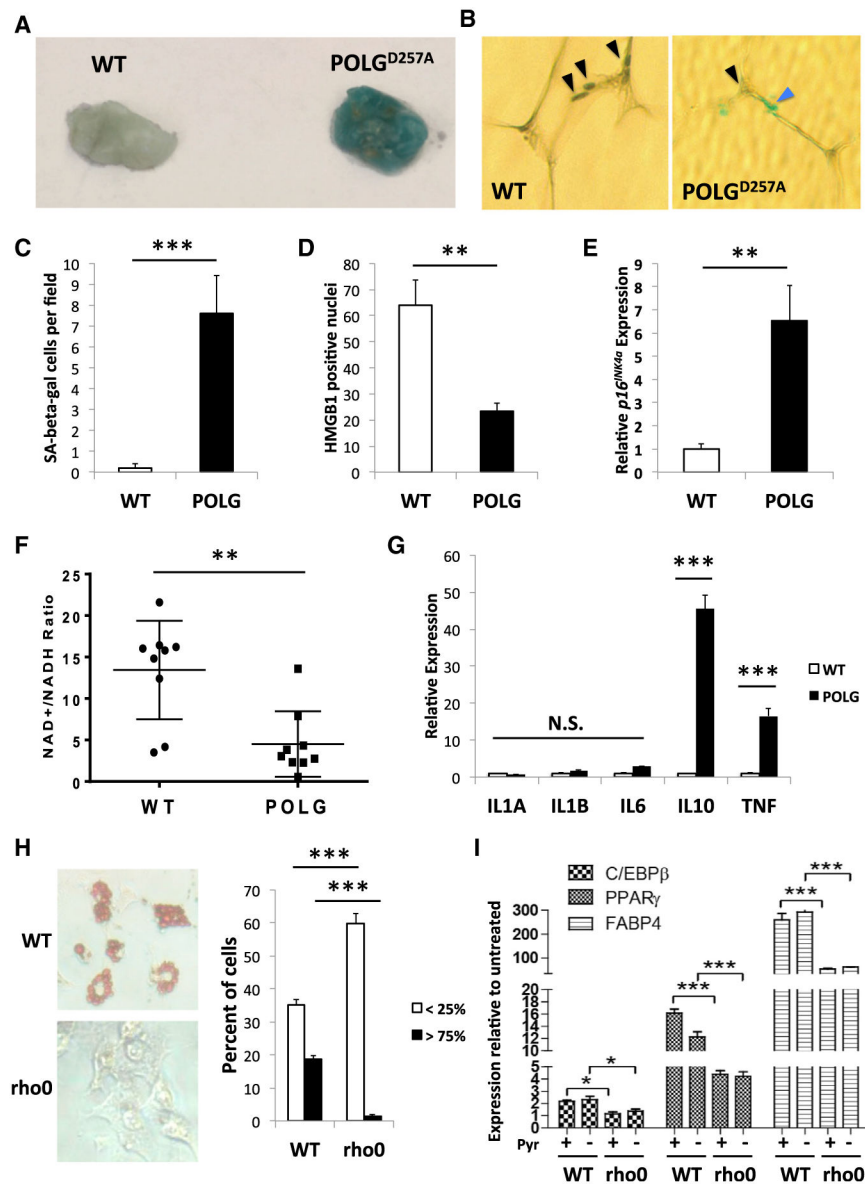 A
WT
POLG^D257A
B
WT
POLG^D257A
C
***
SA-beta-gal cells per field
10
9
8
7
6
5
4
3
2
1
0
WT POLG
D
**
HMGB1 positive nuclei
80
70
60
50
40
30
20
10
0
WT POLG
E
**
Relative p16^INK4a Expression
9
8
7
6
5
4
3
2
1
0
WT POLG
F
**
NAD+/NADH Ratio
25
20
15
10
5
0
WT POLG
G
Relative Expression
60
50
40
30
20
10
0
N.S.
***
***
WT
POLG
IL1A IL1B IL6 IL10 TNF
H
WT
rho0
***
***
Percent of cells
70
60
50
40
30
20
10
0
< 25%
> 75%
WT rho0
I
C/EBPβ
PPARγ
FABP4
Expression relative to untreated
300
200
100
20
18
16
14
12
10
5
4
3
2
1
0
*
*
***
***
***
***
Pyr + - + - + - + - + - + -
WT rho0 WT rho0 WT rho0